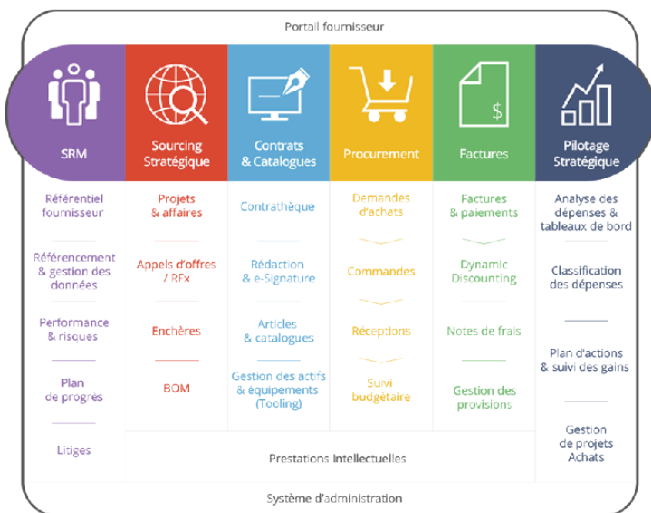 Portail fournisseur
SRM
Sourcing
Stratégique
Contrats
& Catalogues
Procurement
Factures
Pilotage
Stratégique
Référentiel
fournisseur
Référencement
& gestion des
données
Performance
& risques
Plan
de progrès
Litiges
Projets
& affaires
Appels d'offres
/ RFx
Enchères
BOM
Contrathèque
Rédaction
& e-Signature
Articles
& catalogues
Gestion des actifs
& équipements
(Tooling)
Demandes
d'achats
Commandes
Réceptions
Suivi
budgétaire
Factures
& paiements
Dynamic
Discounting
Notes de frais
Gestion des
provisions
Analyse des
dépenses &
tableaux de bord
Classification
des dépenses
Plan d'actions
& suivi des gains
Gestion
de projets
Achats
Prestations intellectuelles
Système d'administration